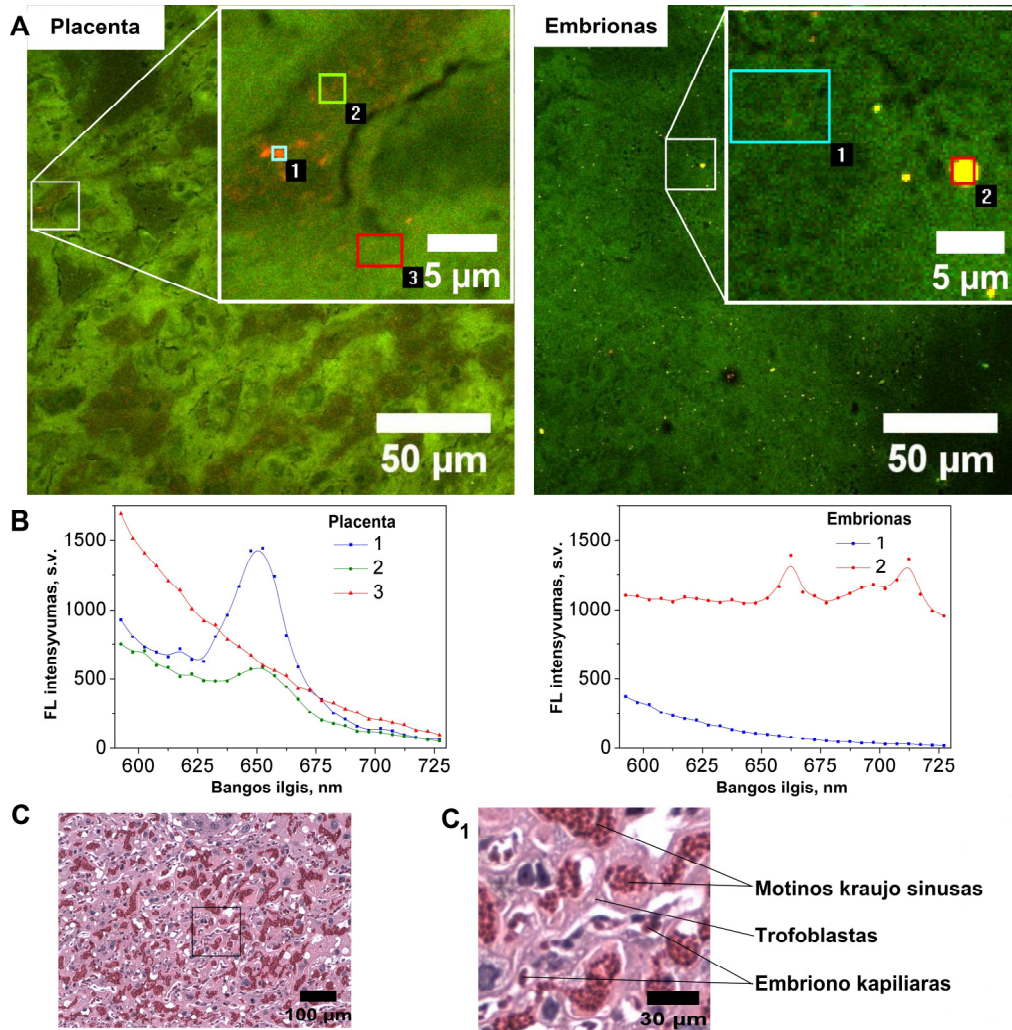 A
Placenta
2
1
3
5 µm
50 µm
Embrionas
1
2
5 µm
50 µm
B
FL intensyvumas, s.v.
1500
1000
500
0
Placenta
1
2
3
600 625 650 675 700 725
Bangos ilgis, nm
FL intensyvumas, s.v.
1500
1000
500
0
Embrionas
1
2
600 625 650 675 700 725
Bangos ilgis, nm
C
100 µm
C1
Motinos kraujo sinusas
Trofoblastas
Embriono kapiliaras
30 µm